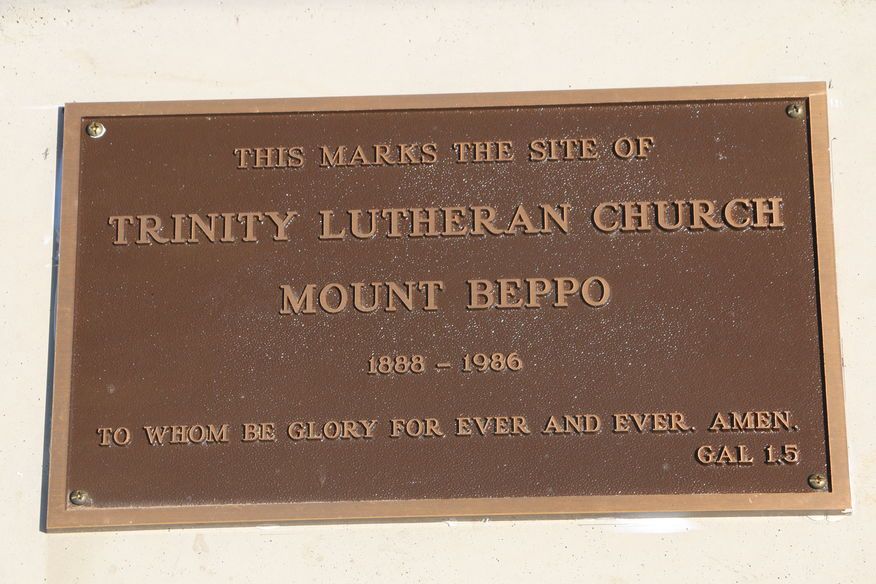 THIS MARKS THE SITE OF
TRINITY LUTHERAN CHURCH
MOUNT BEPPO
1888 – 1986
TO WHOM BE GLORY FOR EVER AND EVER. AMEN.
GAL 1.5